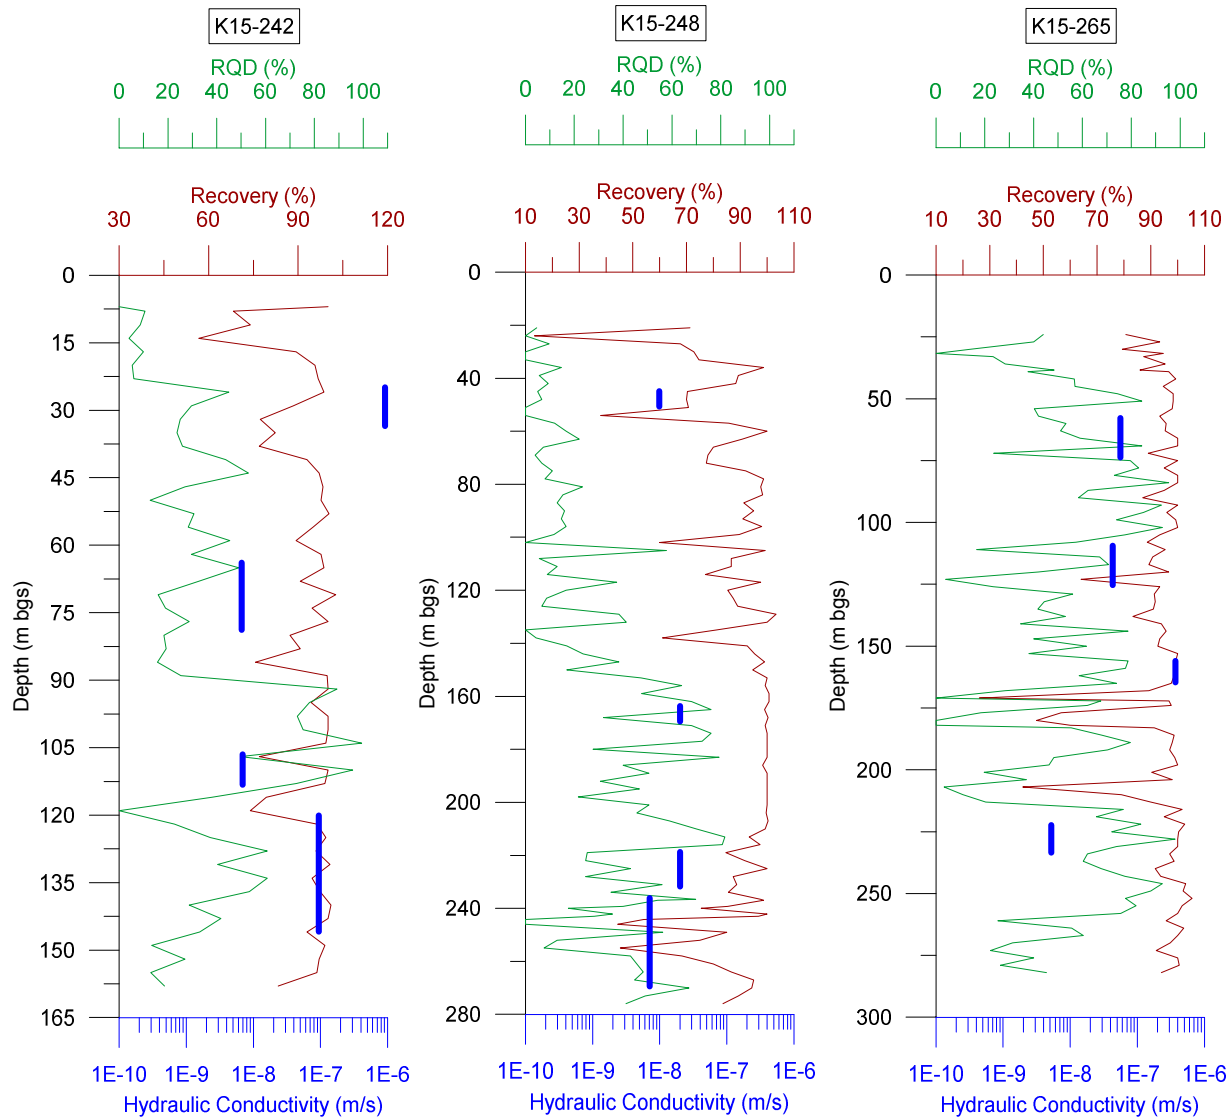 K15-242
RQD (%)
0 20 40 60 80 100
Recovery (%)
30 60 90 120
0
15
30
45
60
75
90
105
120
135
150
165
Depth (m bgs)
1E-10 1E-9 1E-8 1E-7 1E-6
Hydraulic Conductivity (m/s)
K15-248
RQD (%)
0 20 40 60 80 100
Recovery (%)
10 30 50 70 90 110
0
40
80
120
160
200
240
280
Depth (m bgs)
1E-10 1E-9 1E-8 1E-7 1E-6
Hydraulic Conductivity (m/s)
K15-265
RQD (%)
0 20 40 60 80 100
Recovery (%)
10 30 50 70 90 110
0
50
100
150
200
250
300
Depth (m bgs)
1E-10 1E-9 1E-8 1E-7 1E-6
Hydraulic Conductivity (m/s)